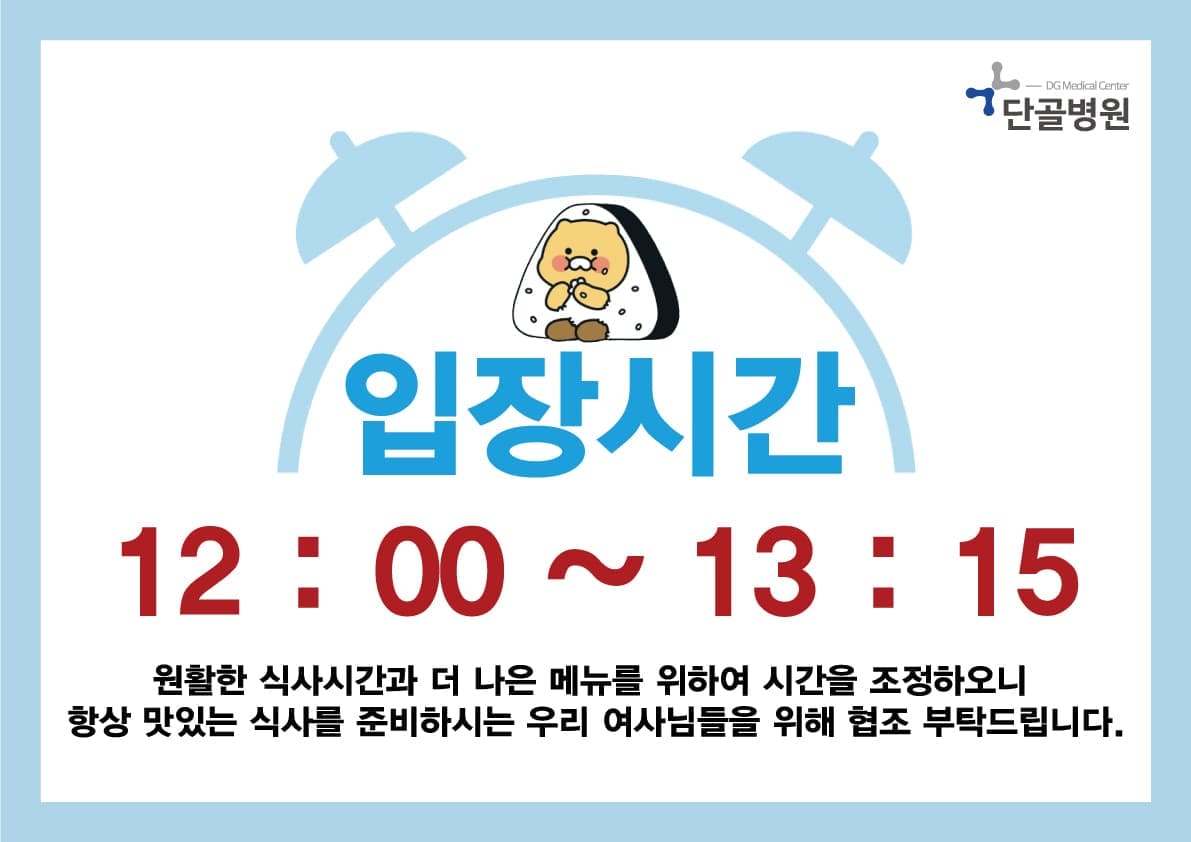 DG Medical Center
단골병원
입장시간
12 : 00 ~ 13 : 15
원활한 식사시간과 더 나은 메뉴를 위하여 시간을 조정하오니
항상 맛있는 식사를 준비하시는 우리 여사님들을 위해 협조 부탁드립니다.